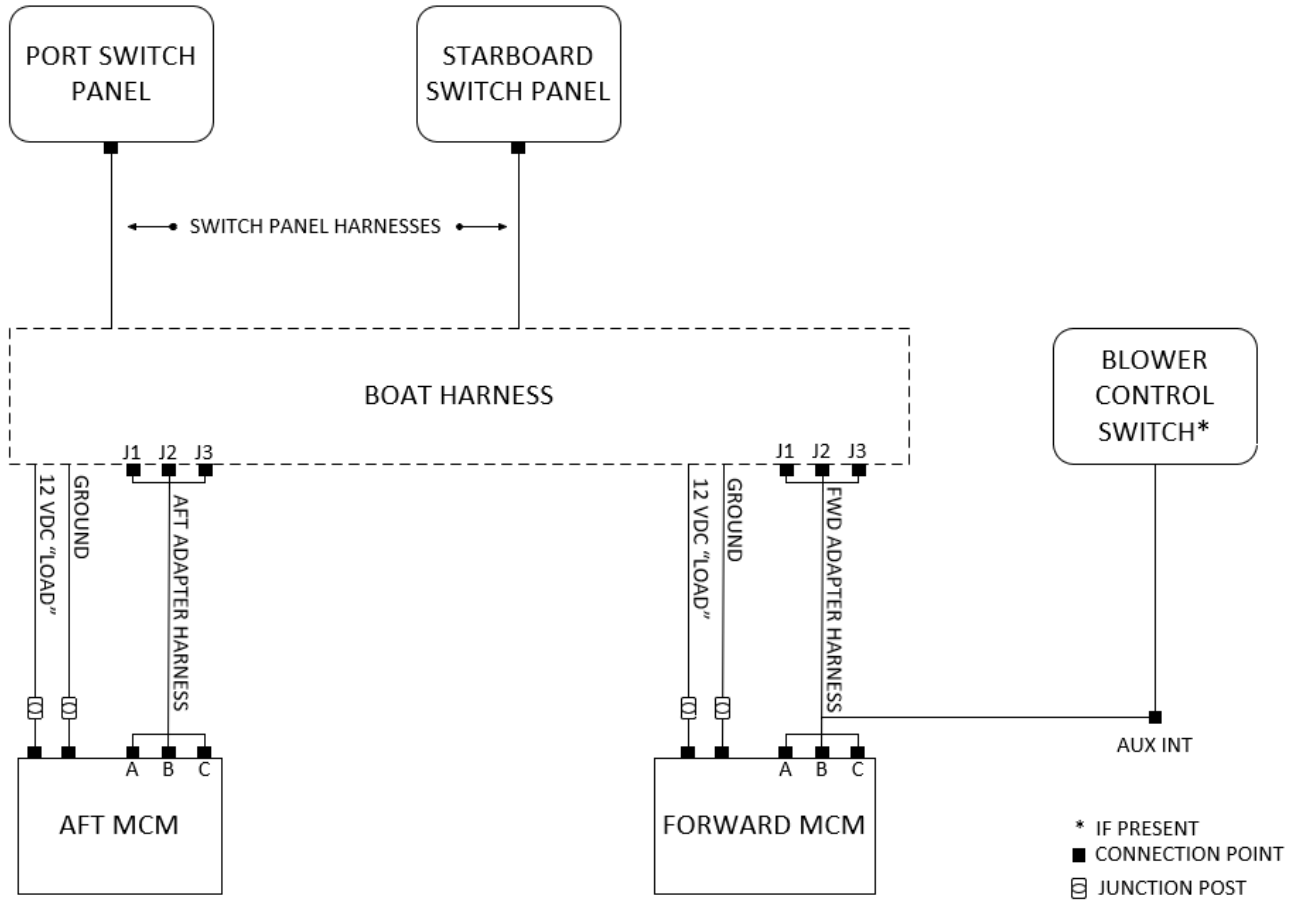 PORT SWITCH
PANEL
STARBOARD
SWITCH PANEL
SWITCH PANEL HARNESSES
BOAT HARNESS
BLOWER
CONTROL
SWITCH*
J1 J2 J3
J1 J2 J3
12 VDC “LOAD”
GROUND
AFT ADAPTER HARNESS
12 VDC “LOAD”
GROUND
FWD ADAPTER HARNESS
AUX INT
A B C
A B C
AFT MCM
FORWARD MCM
* IF PRESENT
CONNECTION POINT
JUNCTION POST